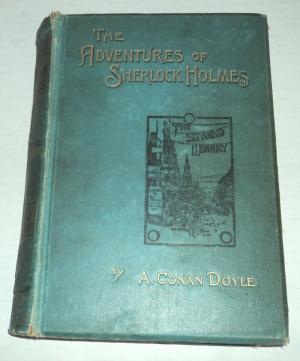 THE
ADVENTURES OF
SHERLOCK HOLMES
THE
STRAND
LIBRARY
BY A. CONAN DOYLE